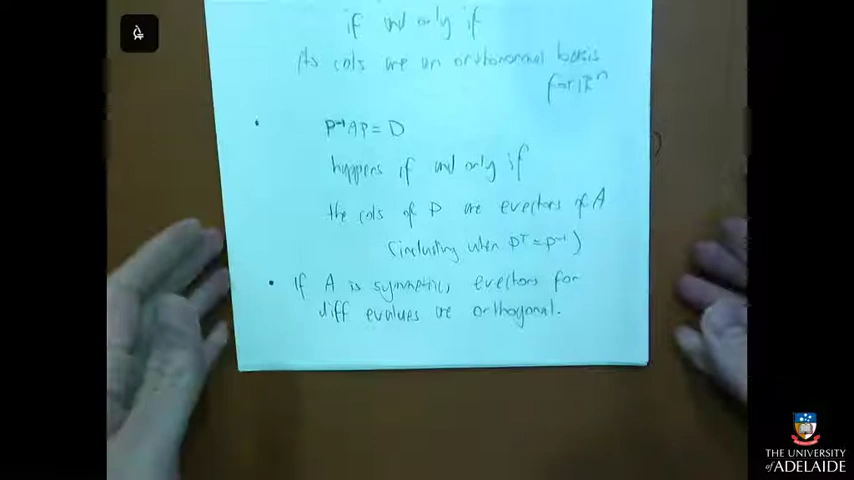 if and only if
its cols are an orthonormal basis
for ℝⁿ
• P⁻¹AP = D
happens if and only if
the cols of P are evectors of A
(including when Pᵀ = P⁻¹)
• If A is symmetric, evectors for
diff evalues are orthogonal.
THE UNIVERSITY
of ADELAIDE